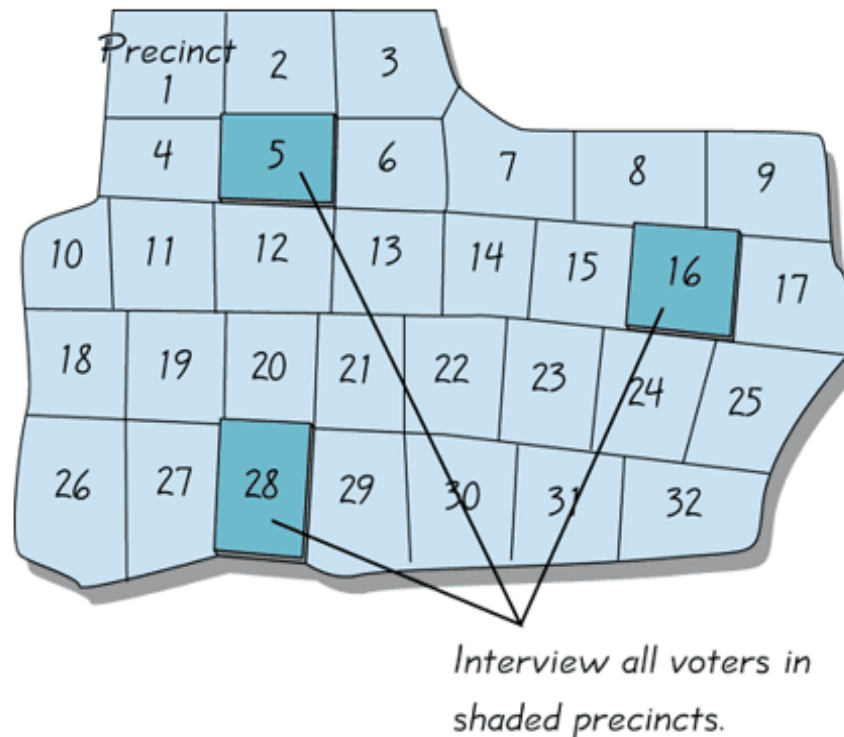 Precinct
1 2 3
4 5 6 7 8 9
10 11 12 13 14 15 16 17
18 19 20 21 22 23 24 25
26 27 28 29 30 31 32
Interview all voters in
shaded precincts.